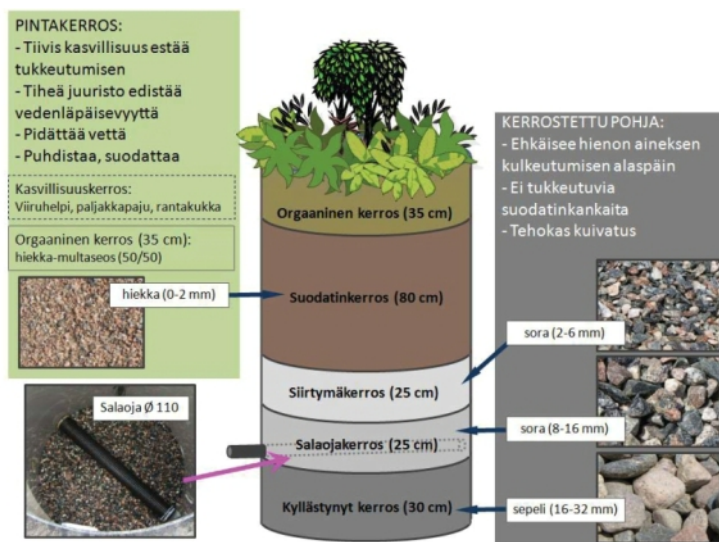 PINTAKERROS:
- Tiivis kasvillisuus estää
tukkeutumisen
- Tiheä juuristo edistää
vedenläpäisevyyttä
- Pidättää vettä
- Puhdistaa, suodattaa
Kasvillisuuskerros:
Viiruhelpi, paljakkapaju, rantakukka
Orgaaninen kerros (35 cm):
hiekka-multaseos (50/50)
hiekka (0-2 mm)
Salaoja Ø 110
Orgaaninen kerros (35 cm)
Suodatinkerros (80 cm)
Siirtymäkerros (25 cm)
Salaojakerros (25 cm)
Kyllästynyt kerros (30 cm)
KERROSTETTU POHJA:
- Ehkäisee hienon aineksen
kulkeutumisen alaspäin
- Ei tukkeutuvia
suodatinkankaita
- Tehokas kuivatus
sora (2-6 mm)
sora (8-16 mm)
sepeli (16-32 mm)